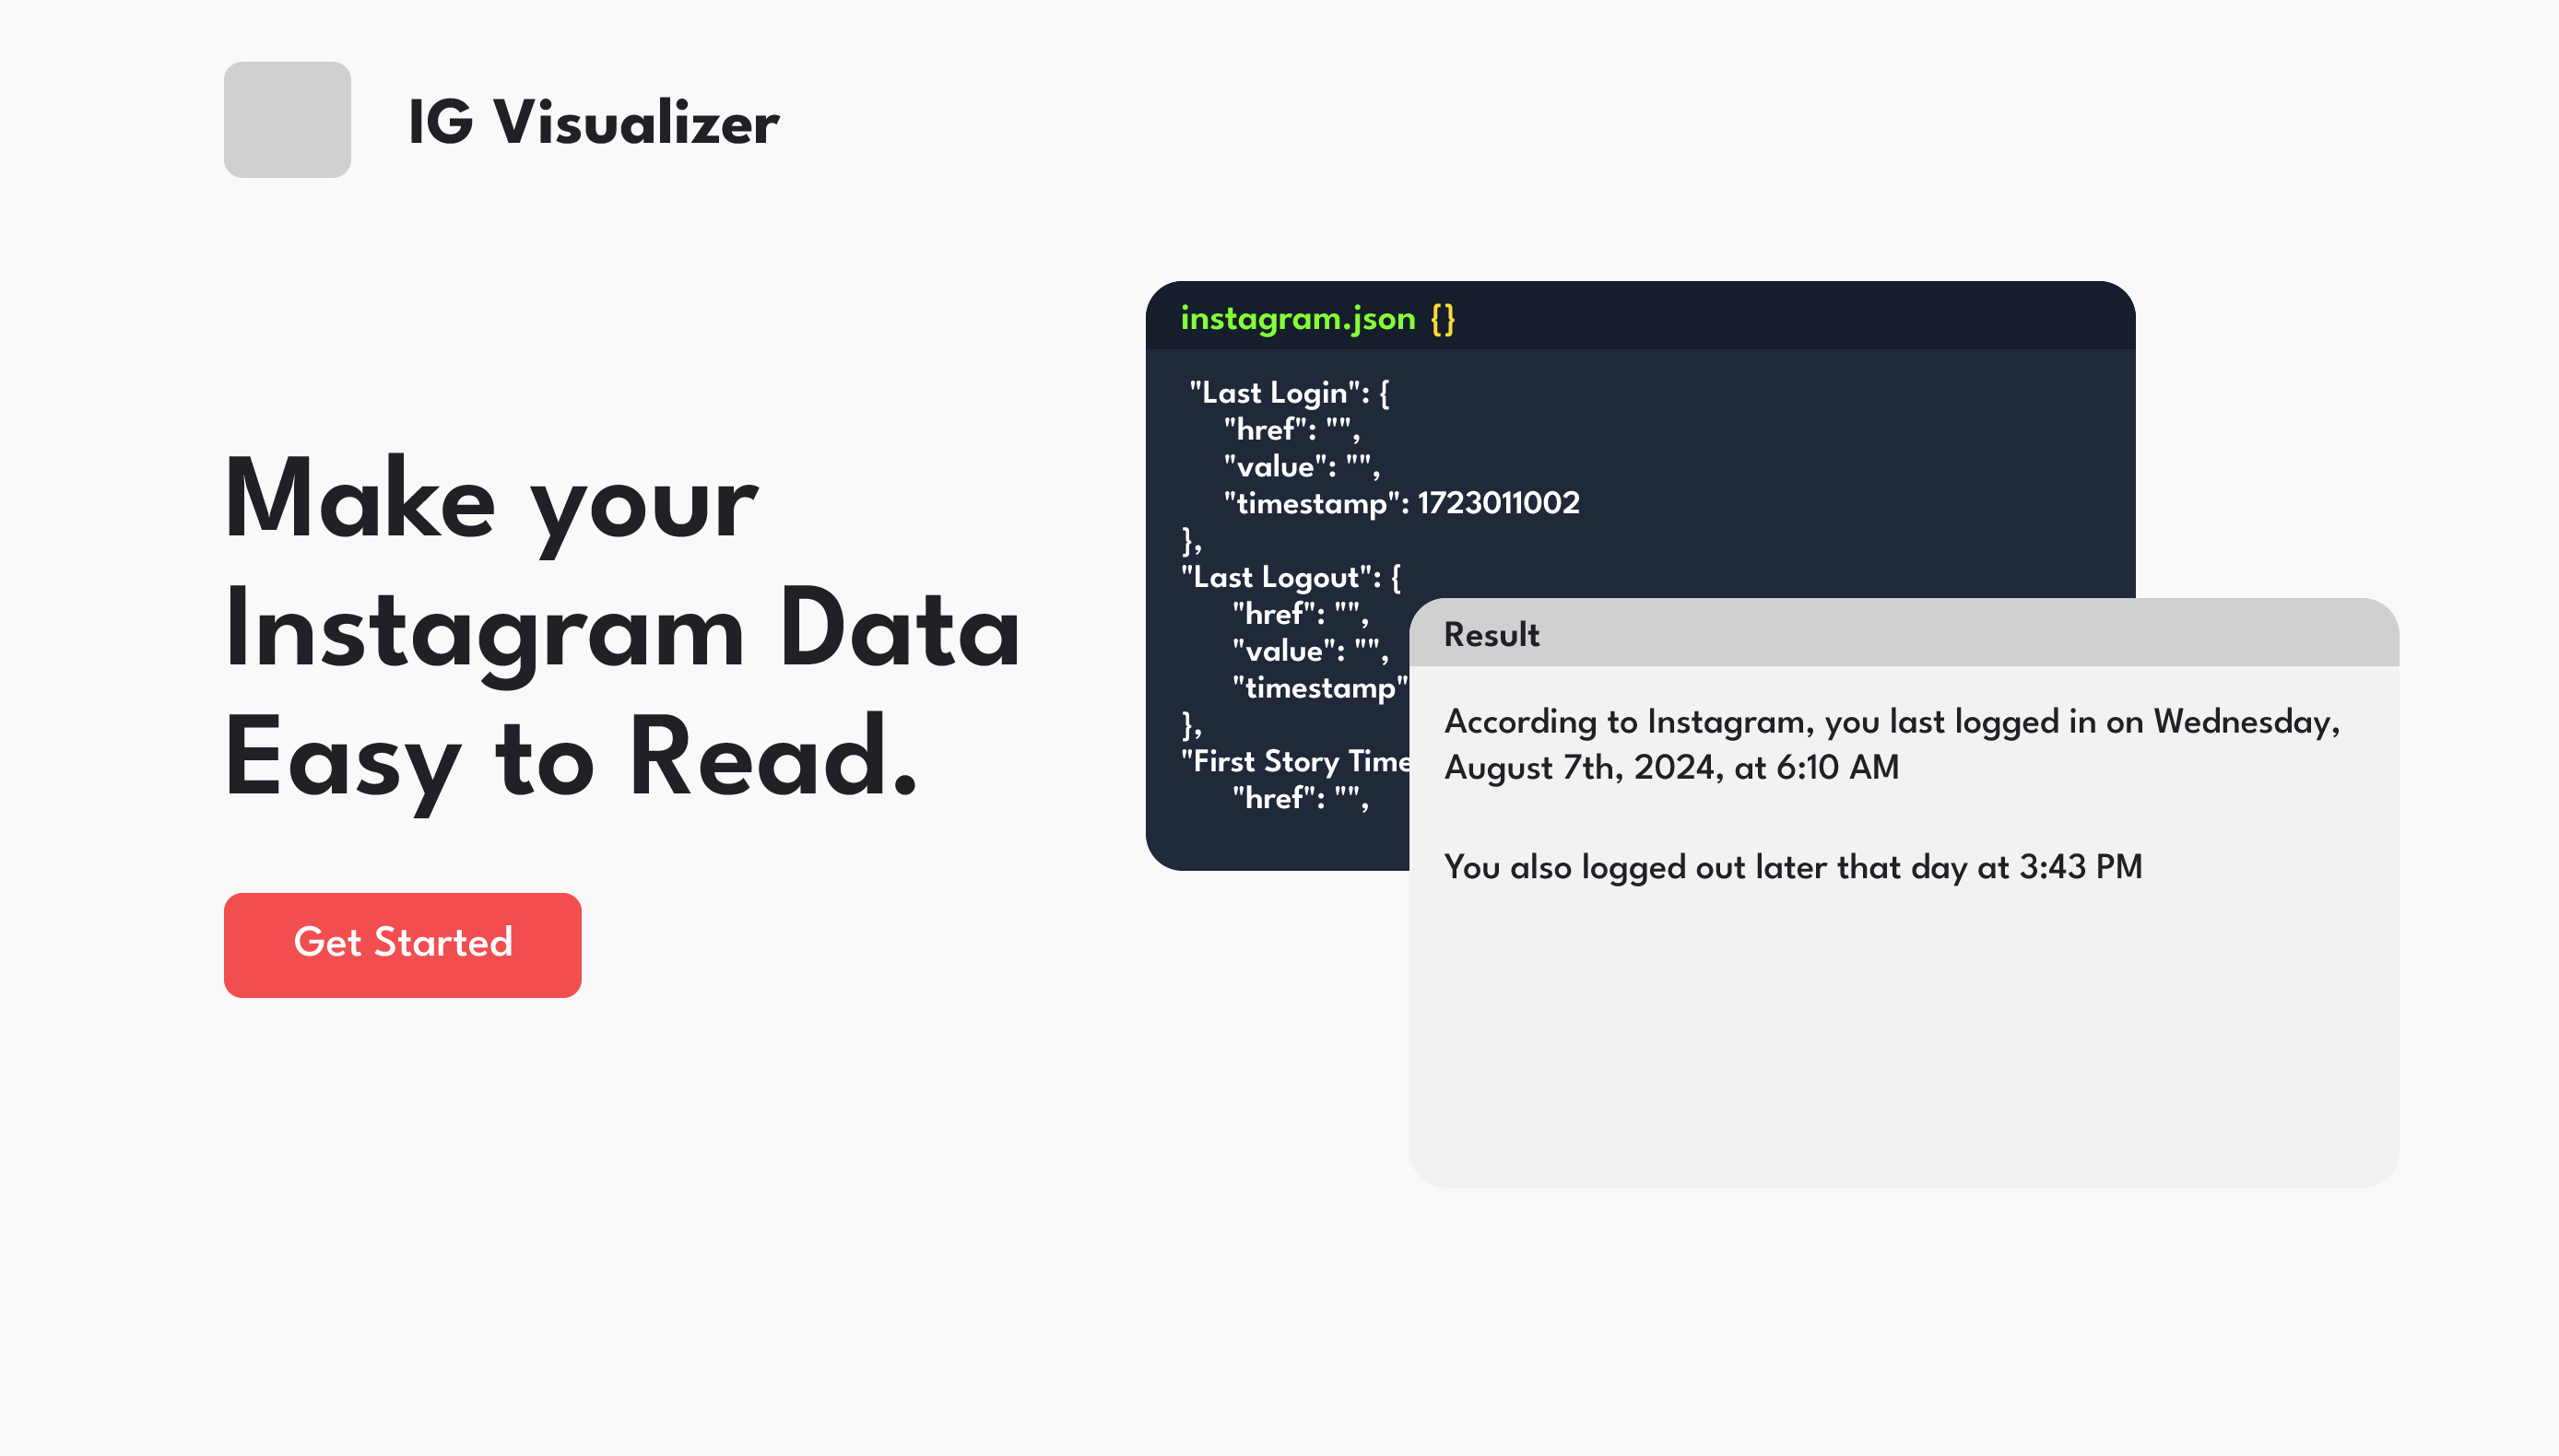 IG Visualizer
Make your
Instagram Data
Easy to Read.
Get Started
instagram.json {}
"Last Login": {
"href": "",
"value": "",
"timestamp": 1723011002
},
"Last Logout": {
"href": "",
"value": "",
"timestamp"
},
"First Story Time
"href": "",
Result
According to Instagram, you last logged in on Wednesday,
August 7th, 2024, at 6:10 AM
You also logged out later that day at 3:43 PM